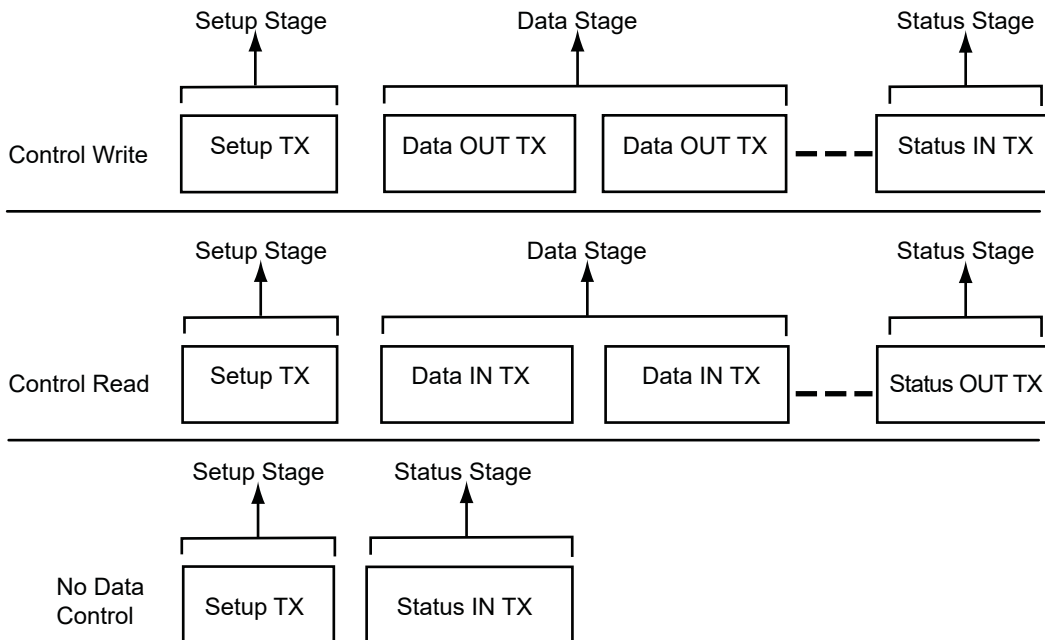 Setup Stage Data Stage Status Stage
Control Write Setup TX Data OUT TX Data OUT TX Status IN TX
Setup Stage Data Stage Status Stage
Control Read Setup TX Data IN TX Data IN TX Status OUT TX
Setup Stage Status Stage
No Data
Control
Setup TX Status IN TX